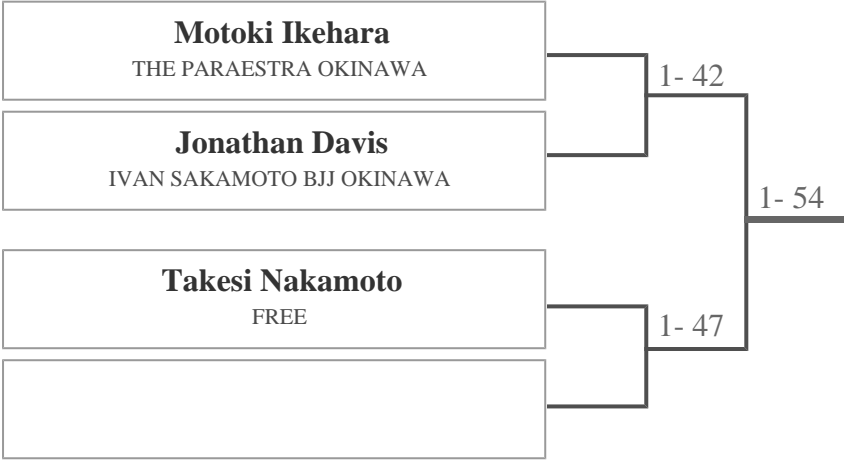 Motoki Ikehara
THE PARAESTRA OKINAWA
1- 42
Jonathan Davis
IVAN SAKAMOTO BJJ OKINAWA
1- 54
Takesi Nakamoto
FREE
1- 47